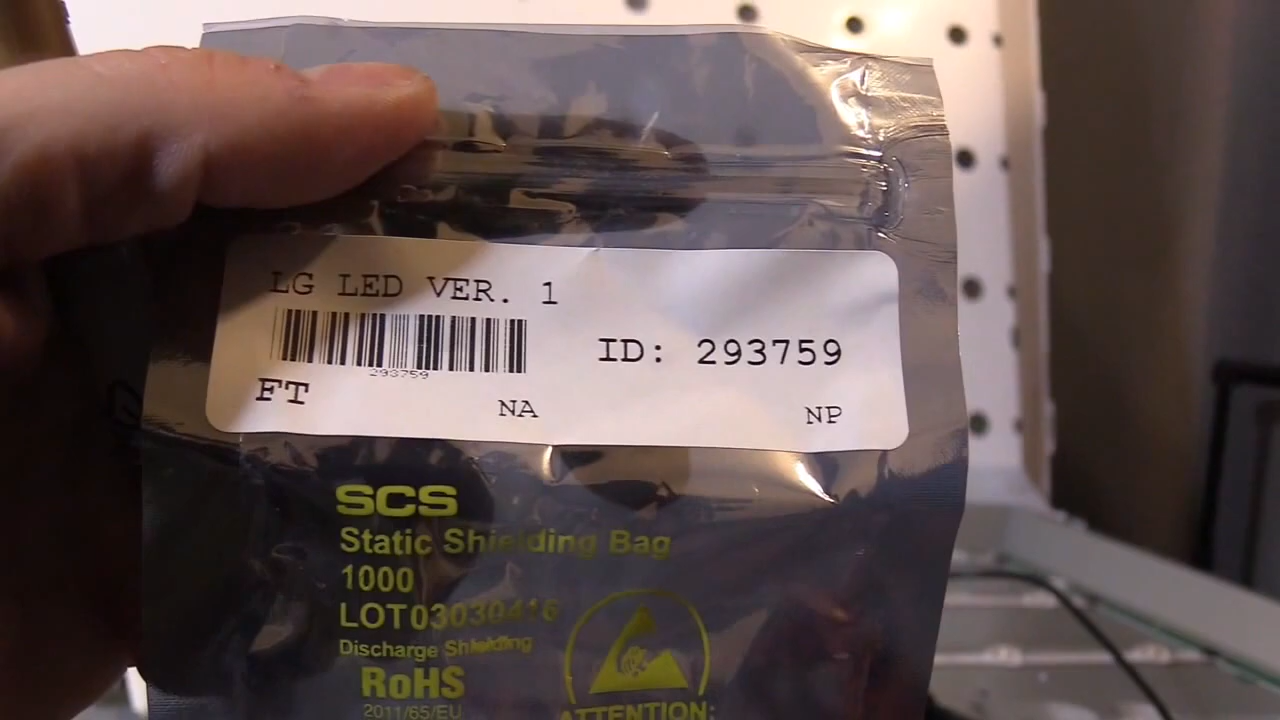 LG LED VER. 1
293759
ID: 293759
FT NA NP
SCS
Static Shielding Bag
1000
LOT03030416
Discharge Shielding
RoHS
2011/65/EU
ATTENTION: